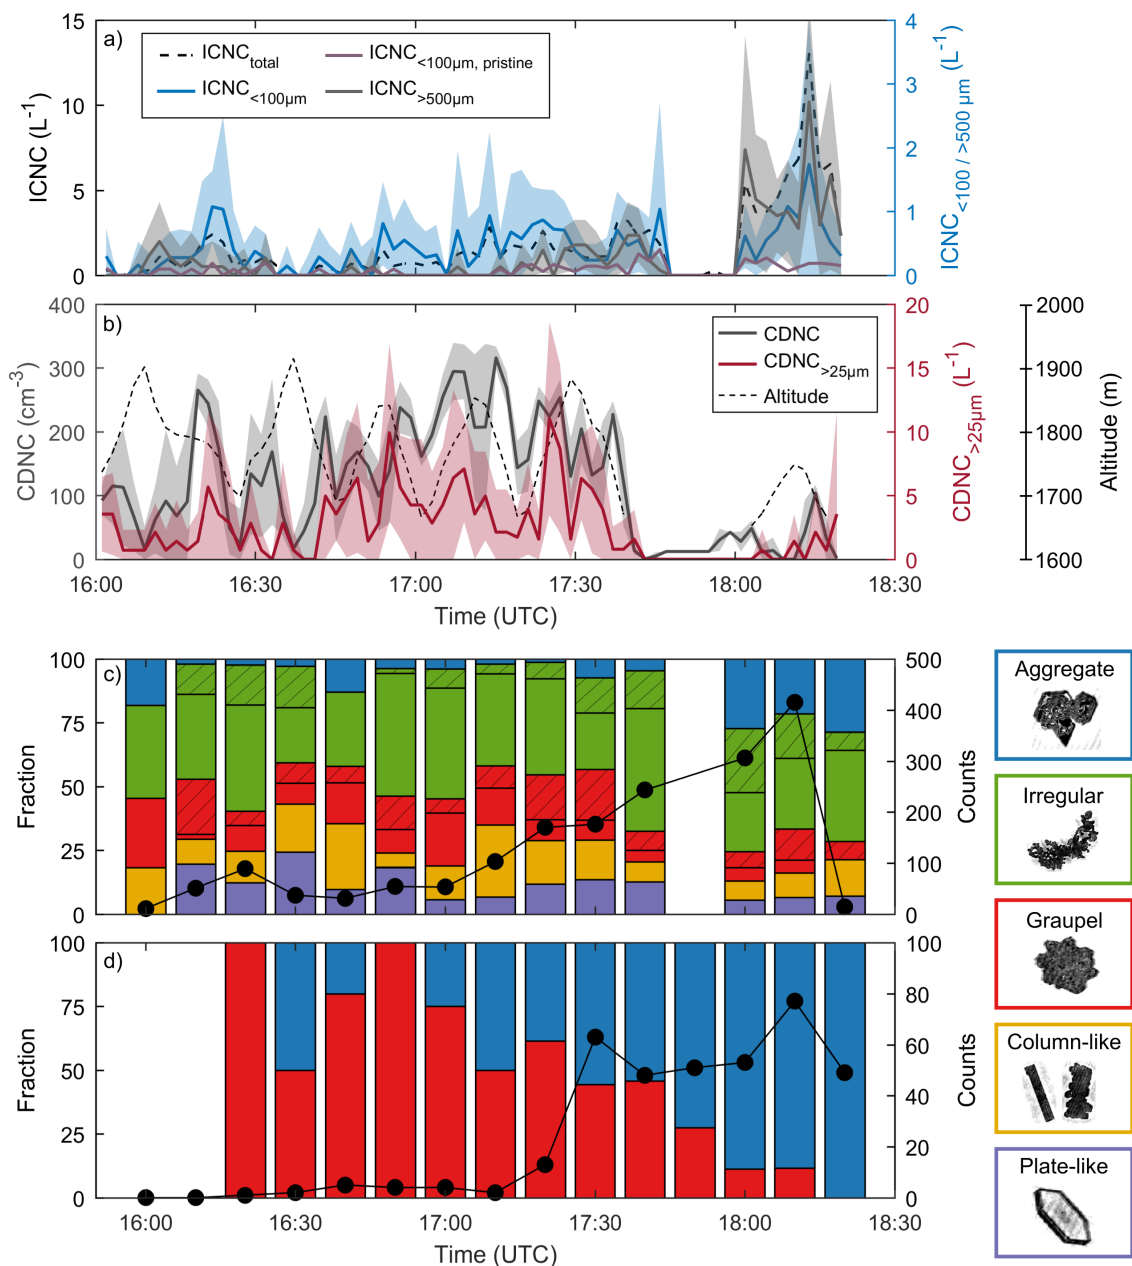 a)
ICNC_total
ICNC_<100µm
ICNC_<100µm, pristine
ICNC_>500µm
ICNC (L^-1)
15
10
5
0
ICNC_<100 / >500 µm (L^-1)
4
3
2
1
0
b)
CDNC
CDNC_>25µm
Altitude
CDNC (cm^-3)
400
300
200
100
0
CDNC_>25µm (L^-1)
20
15
10
5
0
Altitude (m)
2000
1900
1800
1700
1600
16:00 16:30 17:00 17:30 18:00 18:30
Time (UTC)
c)
Fraction
100
75
50
25
0
Counts
500
400
300
200
100
0
d)
Fraction
100
75
50
25
0
Counts
100
80
60
40
20
0
16:00 16:30 17:00 17:30 18:00 18:30
Time (UTC)
Aggregate
Irregular
Graupel
Column-like
Plate-like